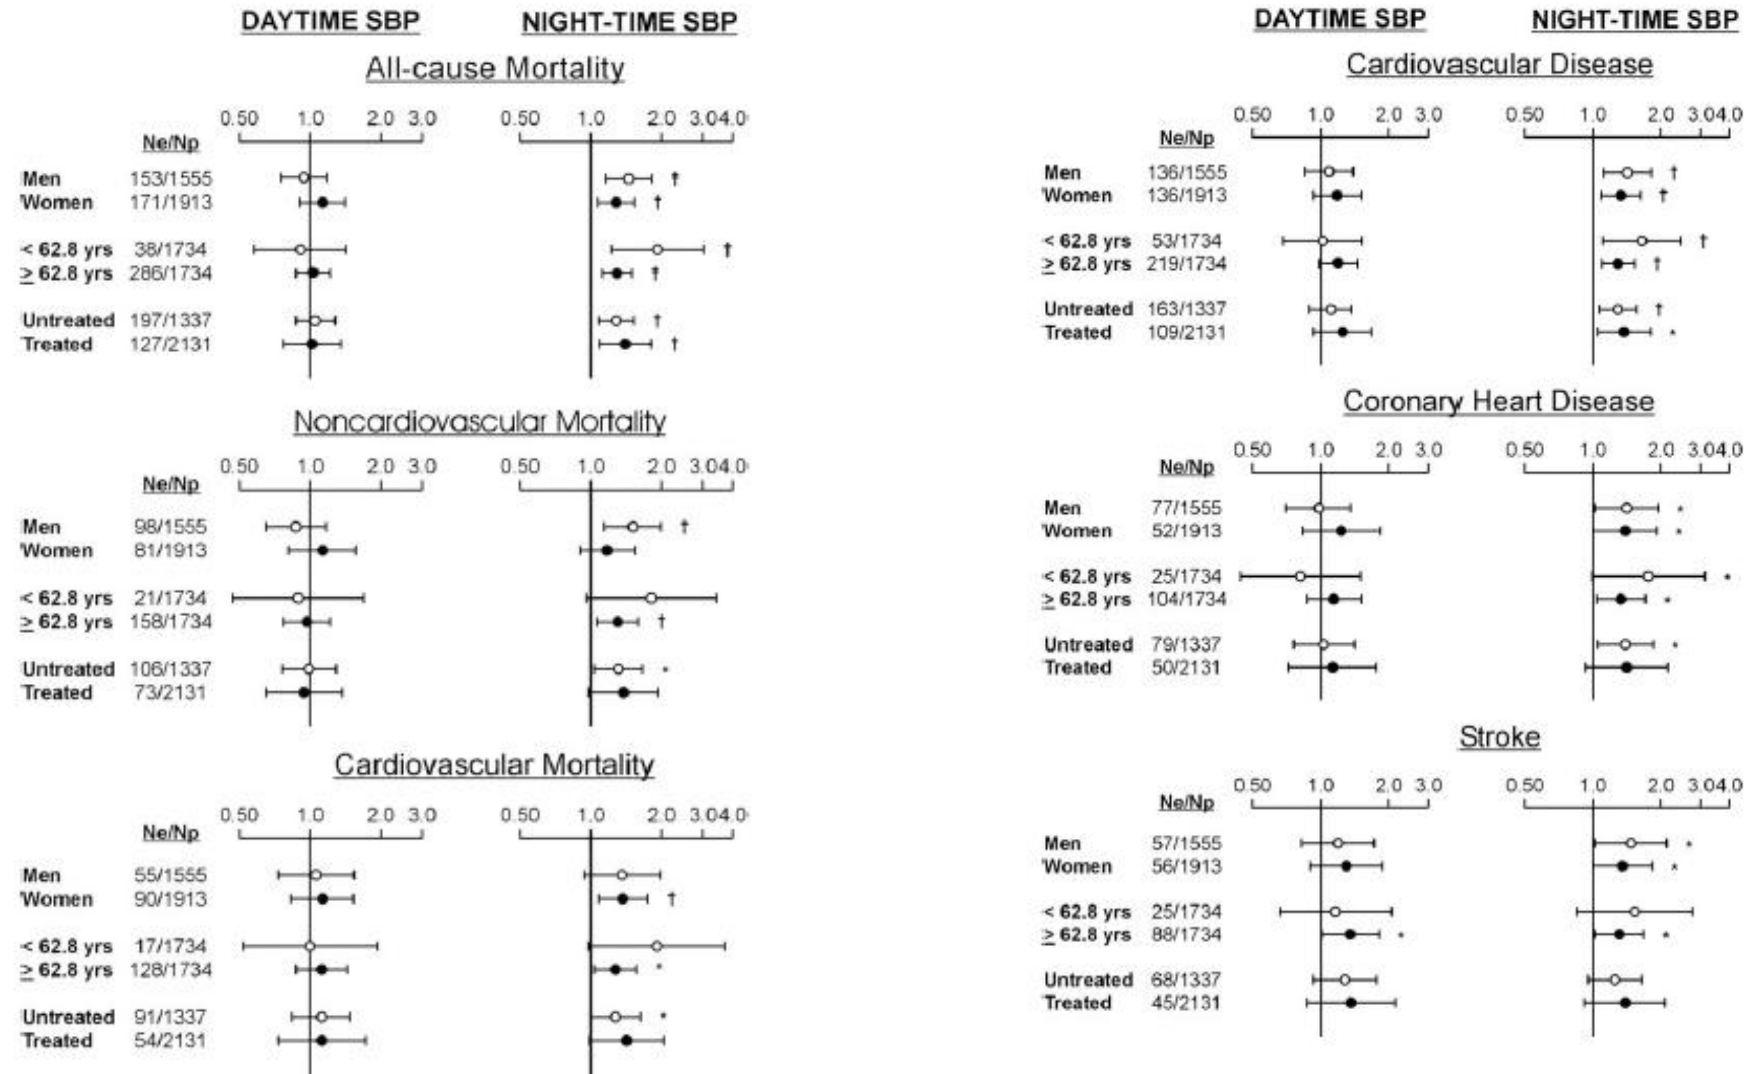 DAYTIME SBP NIGHT-TIME SBP
All-cause Mortality
0.50 1.0 2.0 3.0 0.50 1.0 2.0 3.04.0
Ne/Np
Men 153/1555 †
Women 171/1913 †
< 62.8 yrs 38/1734 †
≥ 62.8 yrs 286/1734 †
Untreated 197/1337 †
Treated 127/2131 †
Noncardiovascular Mortality
0.50 1.0 2.0 3.0 0.50 1.0 2.0 3.04.0
Ne/Np
Men 98/1555 †
Women 81/1913
< 62.8 yrs 21/1734
≥ 62.8 yrs 158/1734 †
Untreated 106/1337 *
Treated 73/2131
Cardiovascular Mortality
0.50 1.0 2.0 3.0 0.50 1.0 2.0 3.04.0
Ne/Np
Men 55/1555
Women 90/1913 †
< 62.8 yrs 17/1734
≥ 62.8 yrs 128/1734 *
Untreated 91/1337 *
Treated 54/2131
DAYTIME SBP NIGHT-TIME SBP
Cardiovascular Disease
0.50 1.0 2.0 3.0 0.50 1.0 2.0 3.04.0
Ne/Np
Men 136/1555 †
Women 136/1913 †
< 62.8 yrs 53/1734 †
≥ 62.8 yrs 219/1734 †
Untreated 163/1337 †
Treated 109/2131 *
Coronary Heart Disease
0.50 1.0 2.0 3.0 0.50 1.0 2.0 3.04.0
Ne/Np
Men 77/1555 *
Women 52/1913 *
< 62.8 yrs 25/1734 *
≥ 62.8 yrs 104/1734 *
Untreated 79/1337 *
Treated 50/2131
Stroke
0.50 1.0 2.0 3.0 0.50 1.0 2.0 3.04.0
Ne/Np
Men 57/1555 *
Women 56/1913 *
< 62.8 yrs 25/1734
≥ 62.8 yrs 88/1734 * *
Untreated 68/1337
Treated 45/2131